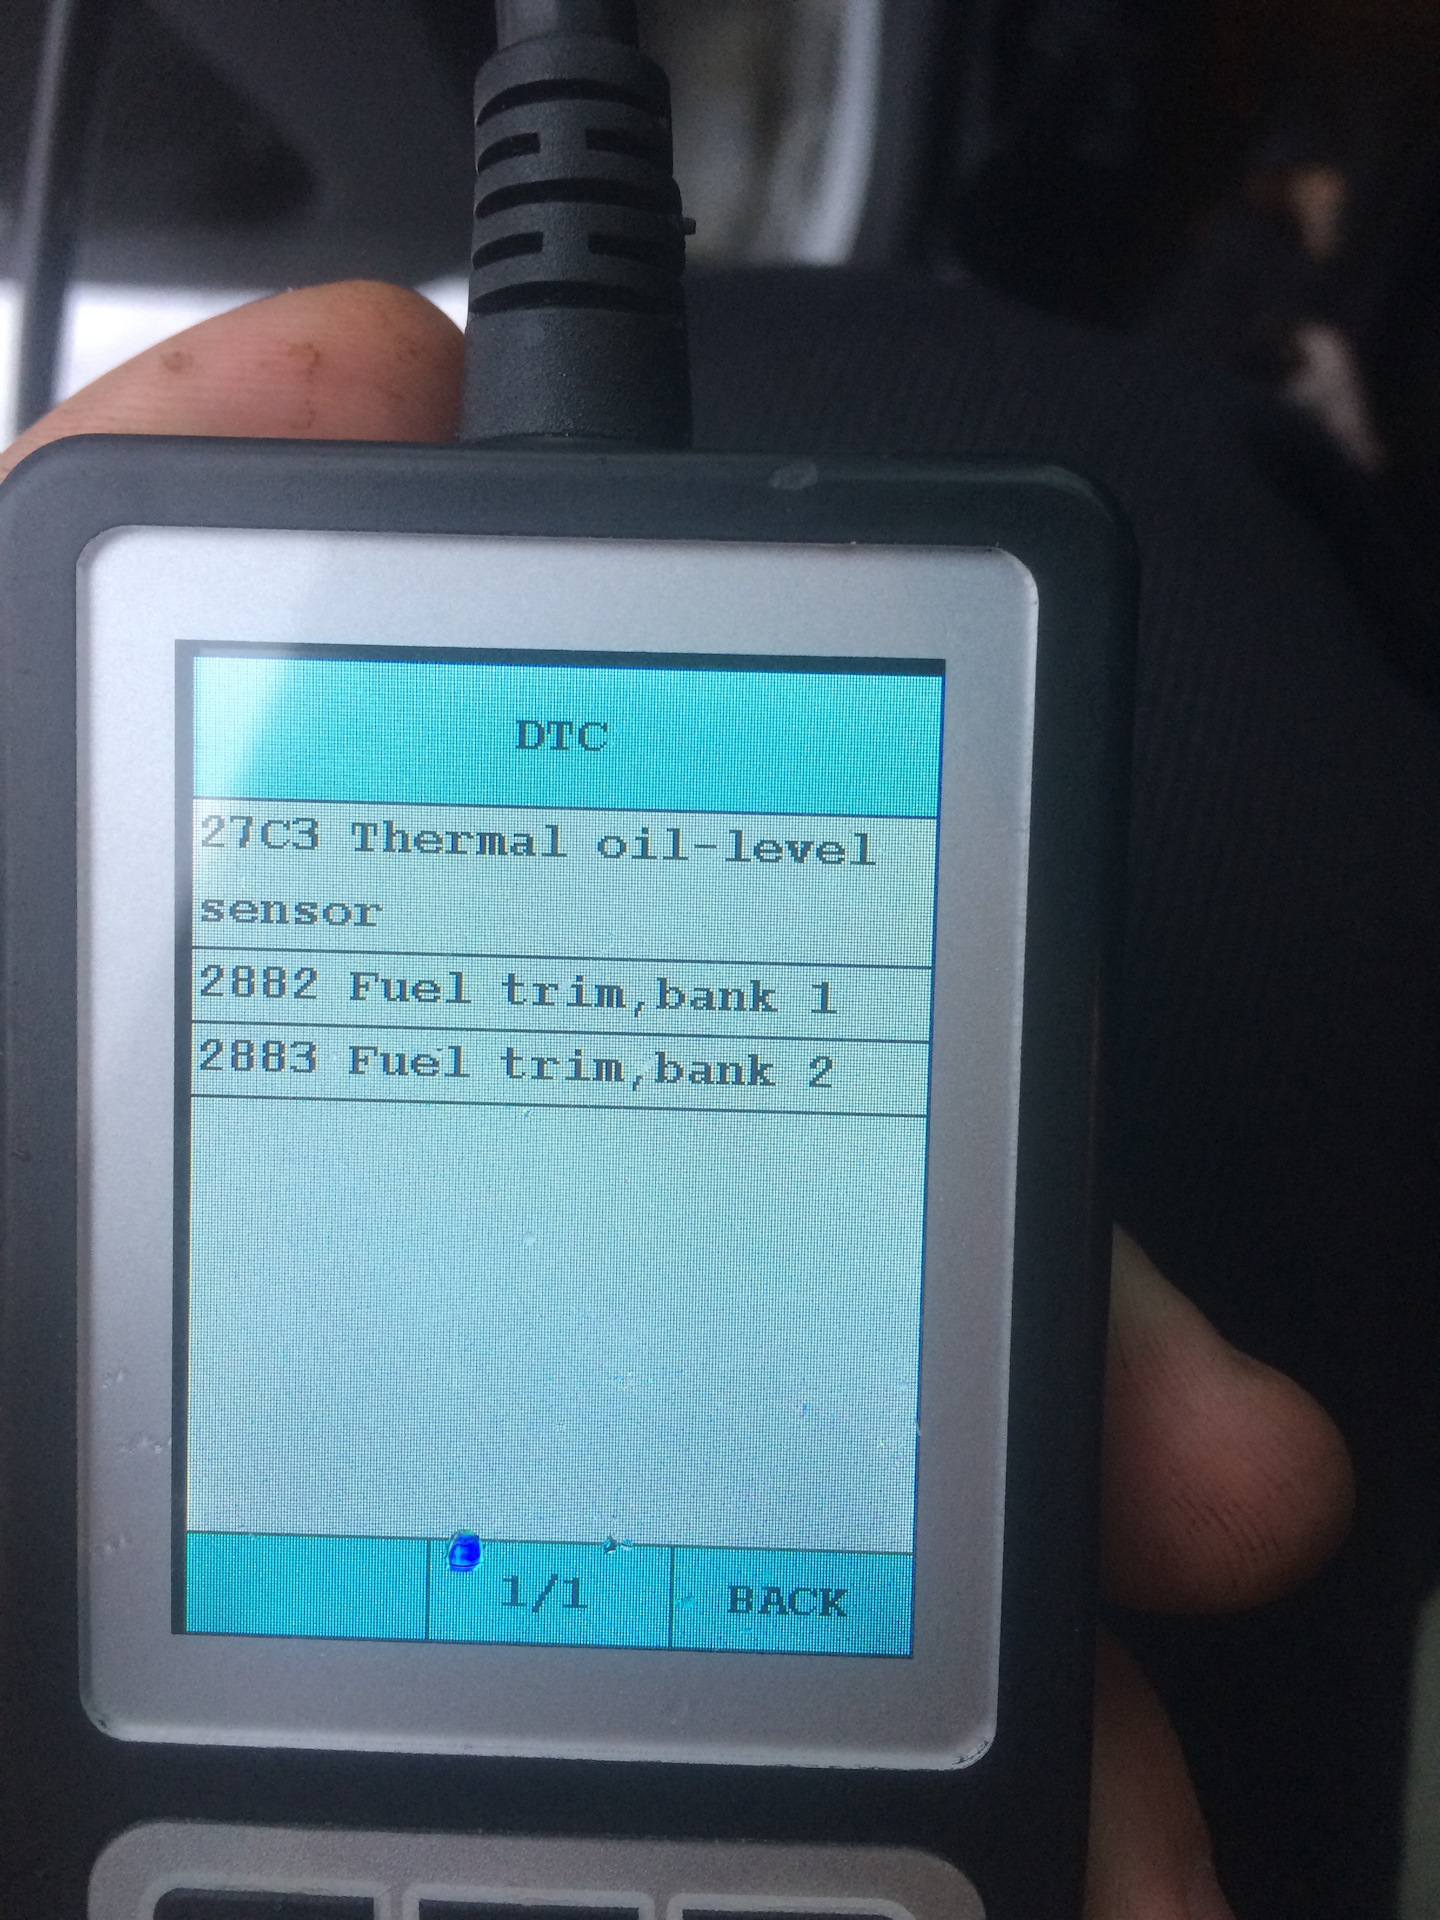 DTC
27C3 Thermal oil-level
sensor
2882 Fuel trim,bank 1
2883 Fuel trim,bank 2
1/1
BACK